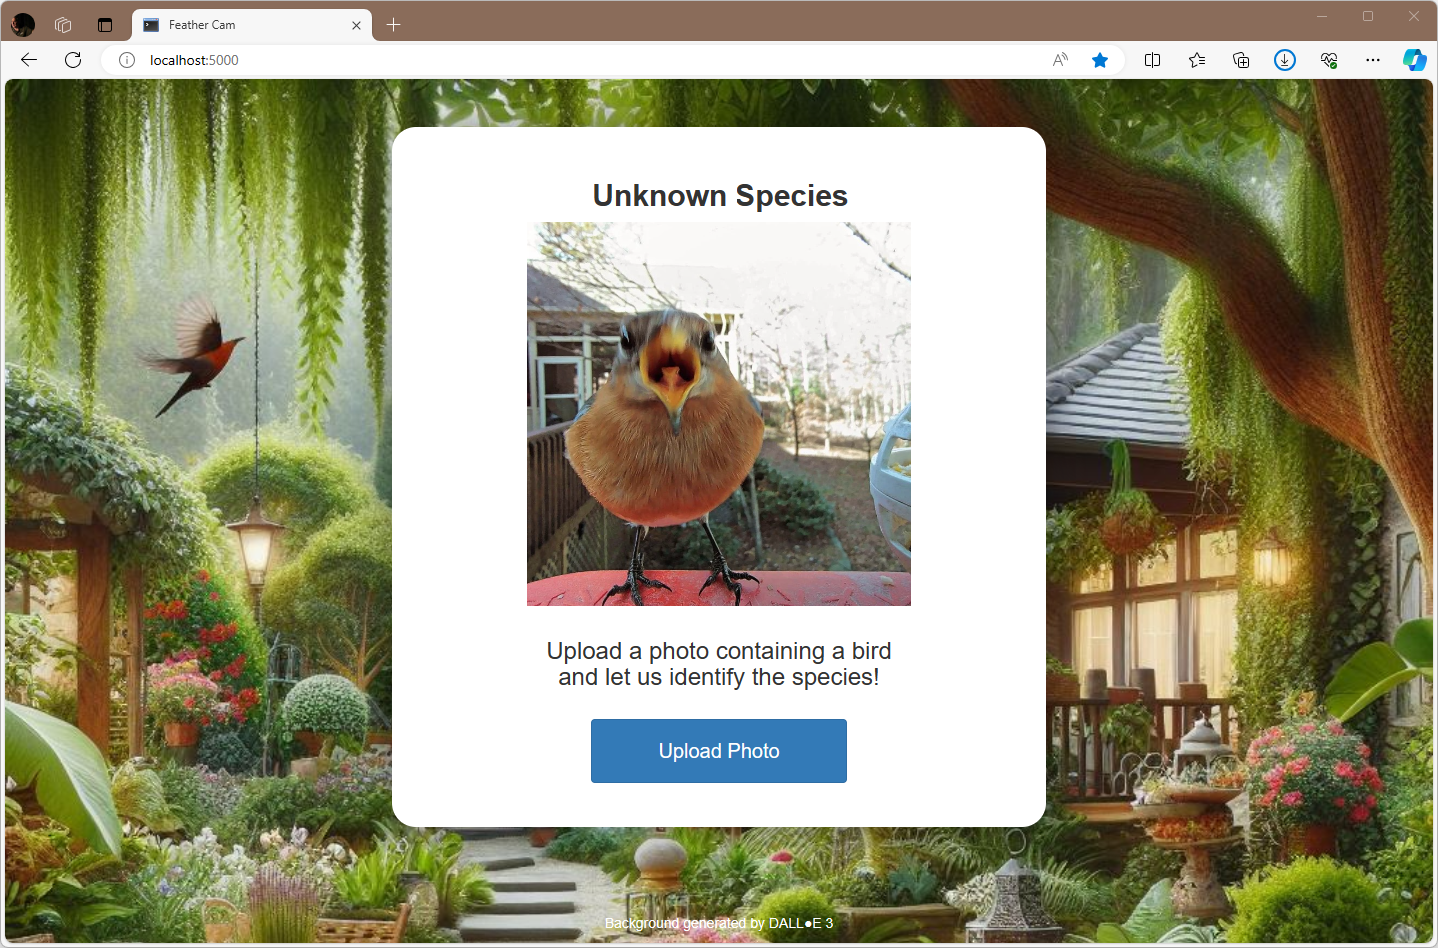 Feather Cam
localhost:5000
Unknown Species
Upload a photo containing a bird
and let us identify the species!
Upload Photo
Background generated by DALL●E 3